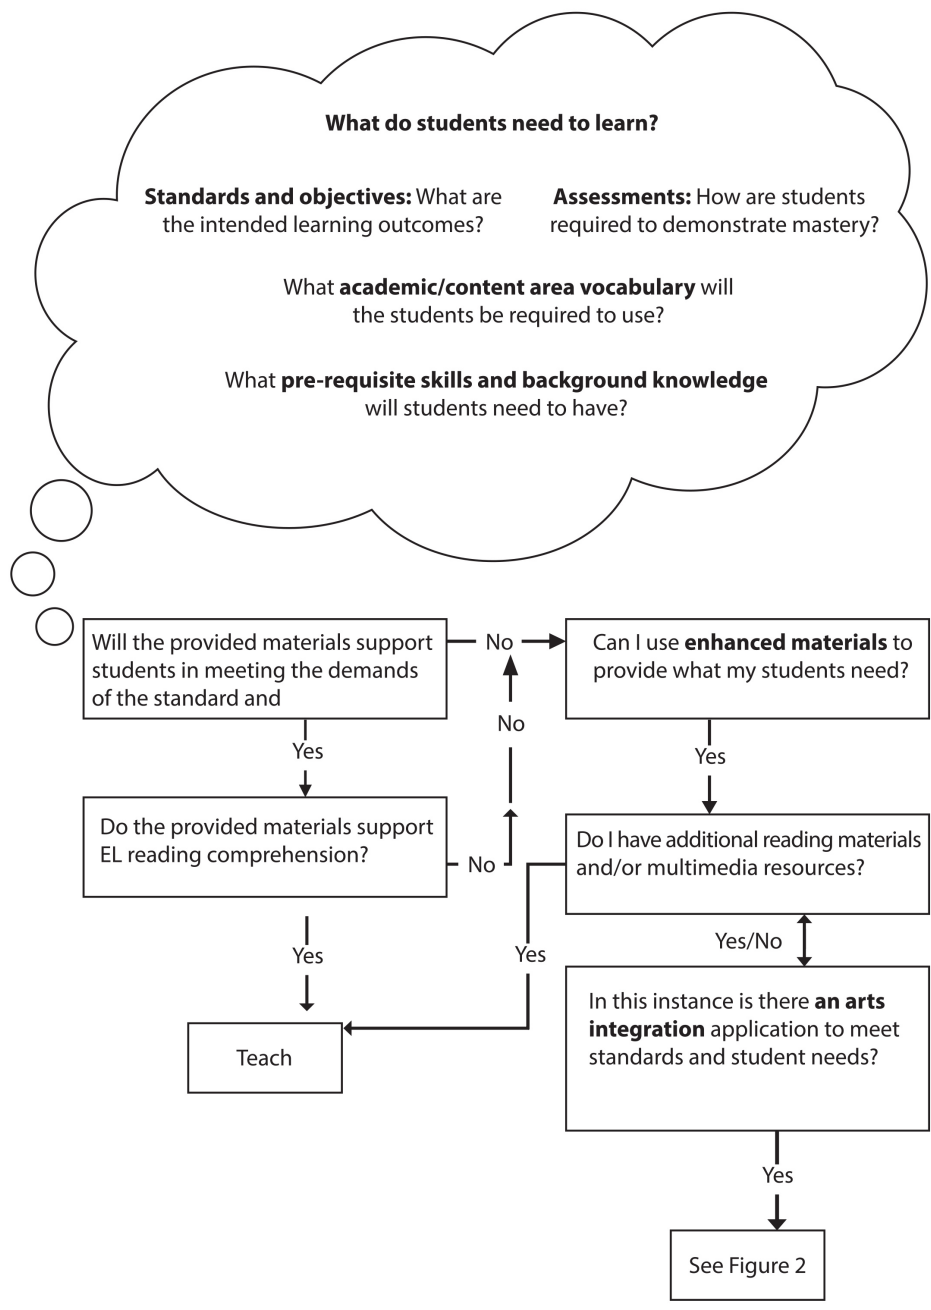 What do students need to learn?
Standards and objectives: What are
the intended learning outcomes?
Assessments: How are students
required to demonstrate mastery?
What academic/content area vocabulary will
the students be required to use?
What pre-requisite skills and background knowledge
will students need to have?
Will the provided materials support
students in meeting the demands
of the standard and
No
Can I use enhanced materials to
provide what my students need?
Yes
No
Yes
Do the provided materials support
EL reading comprehension?
No
Do I have additional reading materials
and/or multimedia resources?
Yes
Yes
Yes/No
In this instance is there an arts
integration application to meet
standards and student needs?
Teach
Yes
See Figure 2